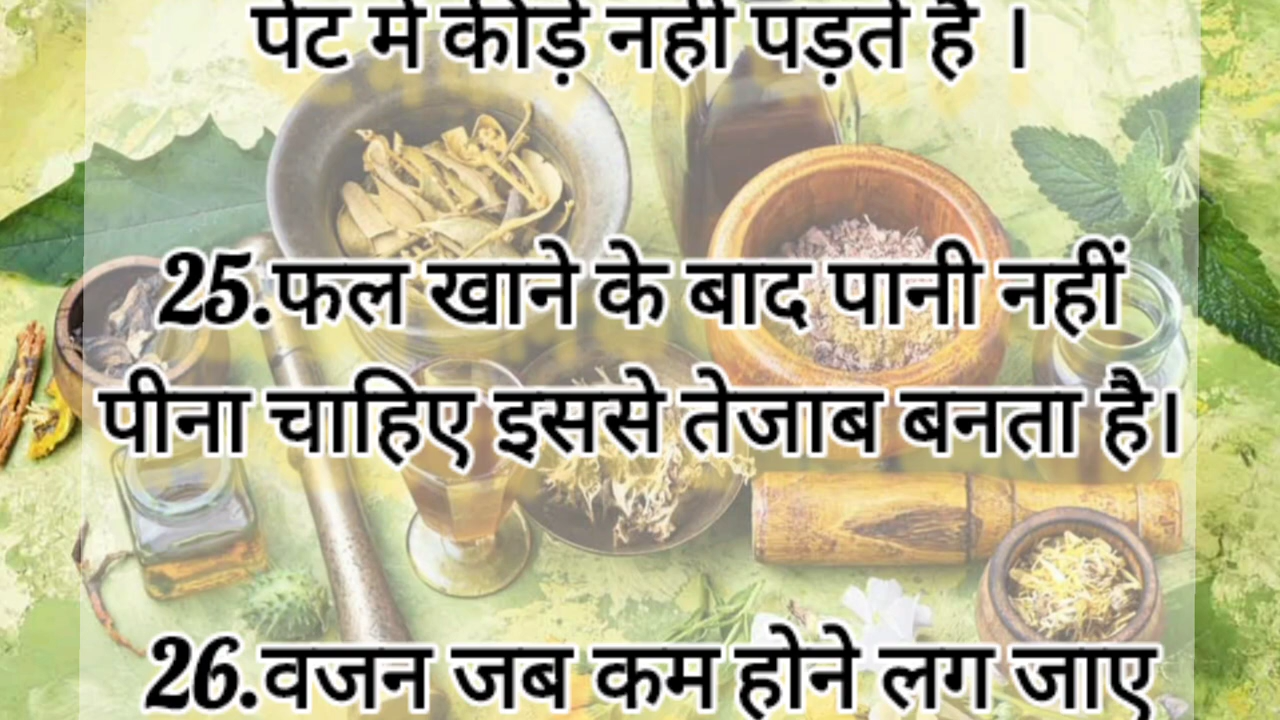 पेट में कीड़े नहीं पड़ते है ।
25.फल खाने के बाद पानी नहीं
पीना चाहिए इससे तेजाब बनता है।
26.वजन जब कम होने लग जाए